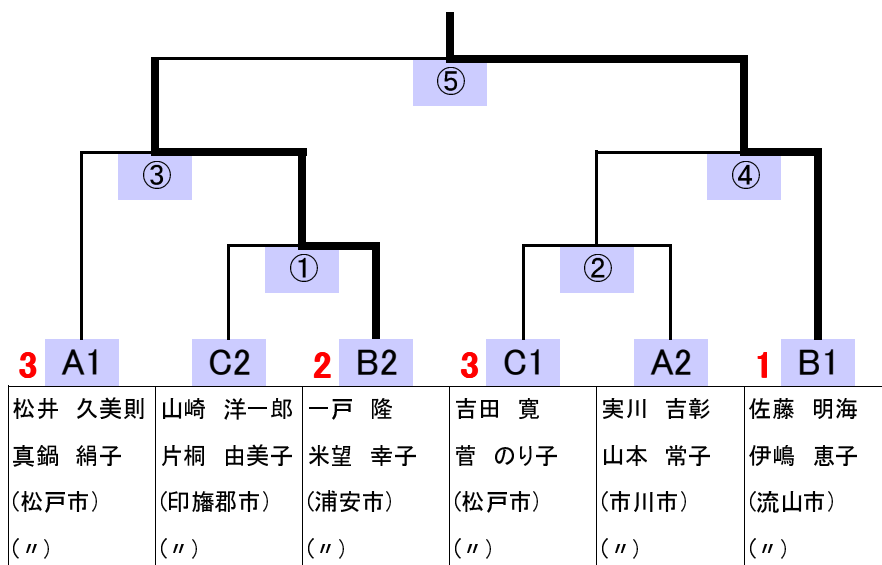 ⑤
③
④
①
②
3 A1
C2
2 B2
3 C1
A2
1 B1
松井 久美則
真鍋 絹子
(松戸市)
(〃)
山崎 洋一郎
片桐 由美子
(印旛郡市)
(〃)
一戸 隆
米望 幸子
(浦安市)
(〃)
吉田 寛
菅 のり子
(松戸市)
(〃)
実川 吉彰
山本 常子
(市川市)
(〃)
佐藤 明海
伊嶋 恵子
(流山市)
(〃)